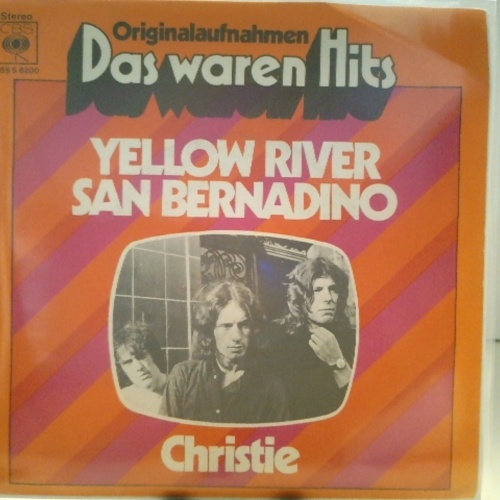 Stereo
CBS
Originalaufnahmen
Das waren Hits
YELLOW RIVER
SAN BERNADINO
Christie